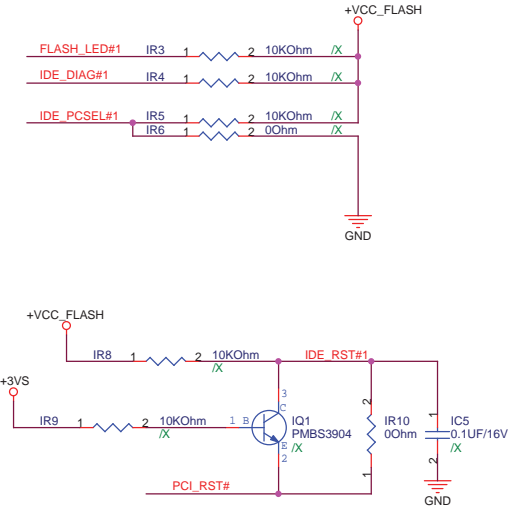 +VCC_FLASH
FLASH_LED#1 IR3 1 2 10KOhm /X
IDE_DIAG#1 IR4 1 2 10KOhm /X
IDE_PCSEL#1 IR5 1 2 10KOhm /X
IR6 1 2 0Ohm /X
GND
+VCC_FLASH
IR8 1 2 10KOhm IDE_RST#1
/X
+3VS
3
C
2
1
IR9 1 2 10KOhm 1 B IQ1 IR10 IC5
/X PMBS3904 0Ohm 0.1UF/16V
E /X /X
2
1
2
PCI_RST#
GND